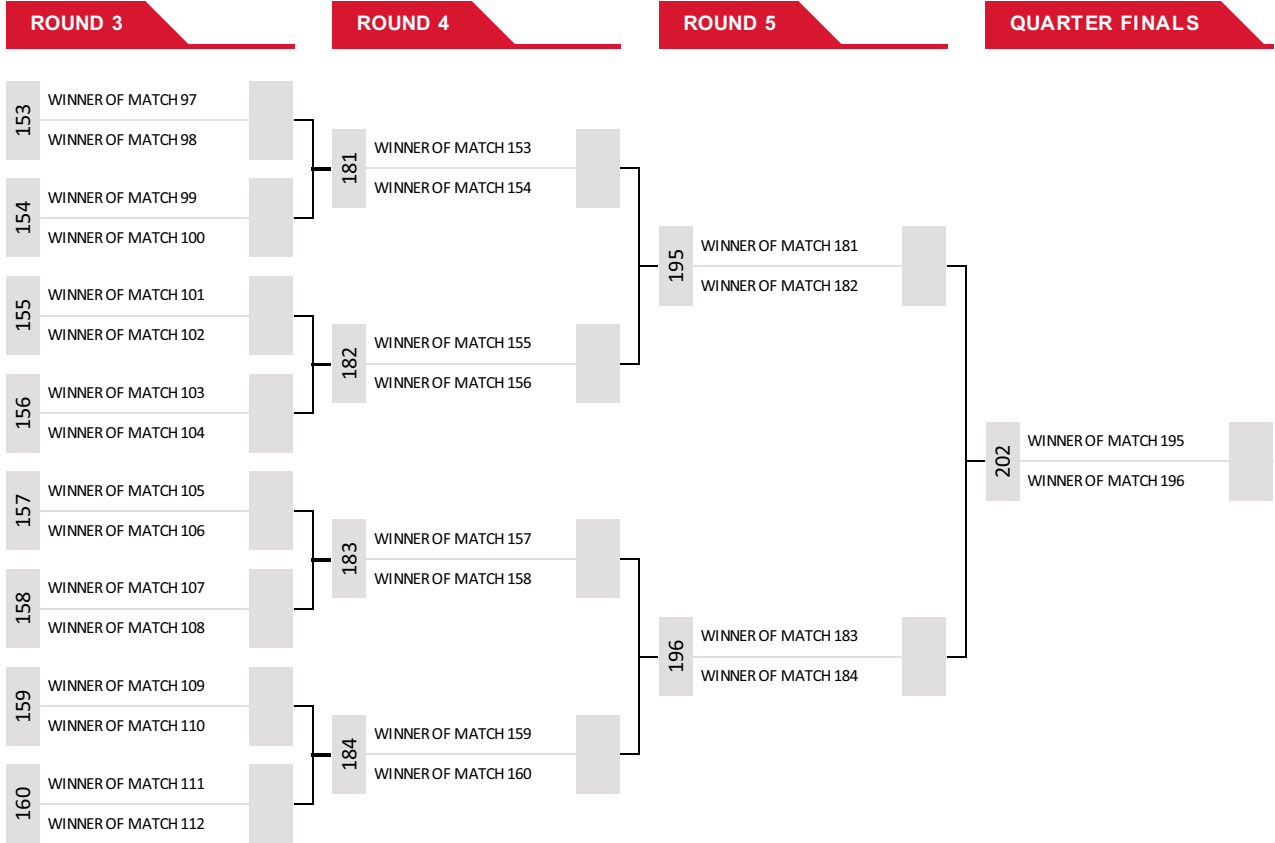 ROUND 3
ROUND 4
ROUND 5
QUARTER FINALS
153
WINNER OF MATCH 97
WINNER OF MATCH 98
154
WINNER OF MATCH 99
WINNER OF MATCH 100
155
WINNER OF MATCH 101
WINNER OF MATCH 102
156
WINNER OF MATCH 103
WINNER OF MATCH 104
157
WINNER OF MATCH 105
WINNER OF MATCH 106
158
WINNER OF MATCH 107
WINNER OF MATCH 108
159
WINNER OF MATCH 109
WINNER OF MATCH 110
160
WINNER OF MATCH 111
WINNER OF MATCH 112
181
WINNER OF MATCH 153
WINNER OF MATCH 154
182
WINNER OF MATCH 155
WINNER OF MATCH 156
183
WINNER OF MATCH 157
WINNER OF MATCH 158
184
WINNER OF MATCH 159
WINNER OF MATCH 160
195
WINNER OF MATCH 181
WINNER OF MATCH 182
196
WINNER OF MATCH 183
WINNER OF MATCH 184
202
WINNER OF MATCH 195
WINNER OF MATCH 196